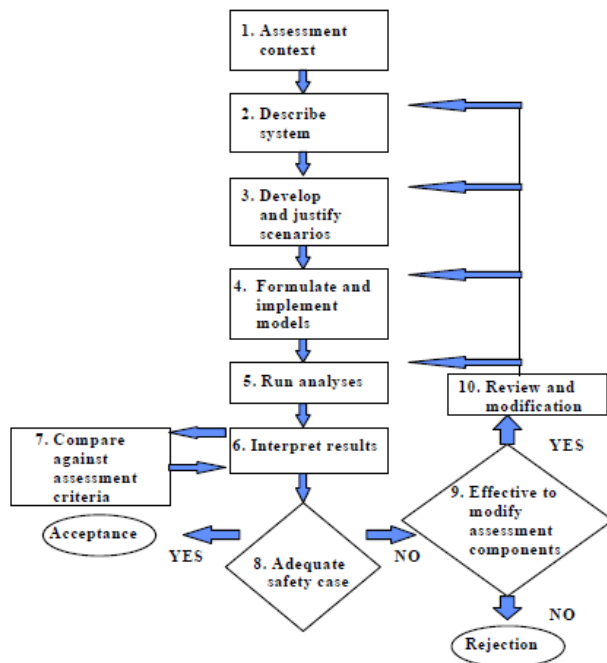 1. Assessment
context
2. Describe
system
3. Develop
and justify
scenarios
4. Formulate and
implement
models
5. Run analyses
10. Review and
modification
7. Compare
against
assessment
criteria
6. Interpret results
YES
9. Effective to
modify
assessment
components
Acceptance
YES
8. Adequate
safety case
NO
NO
Rejection